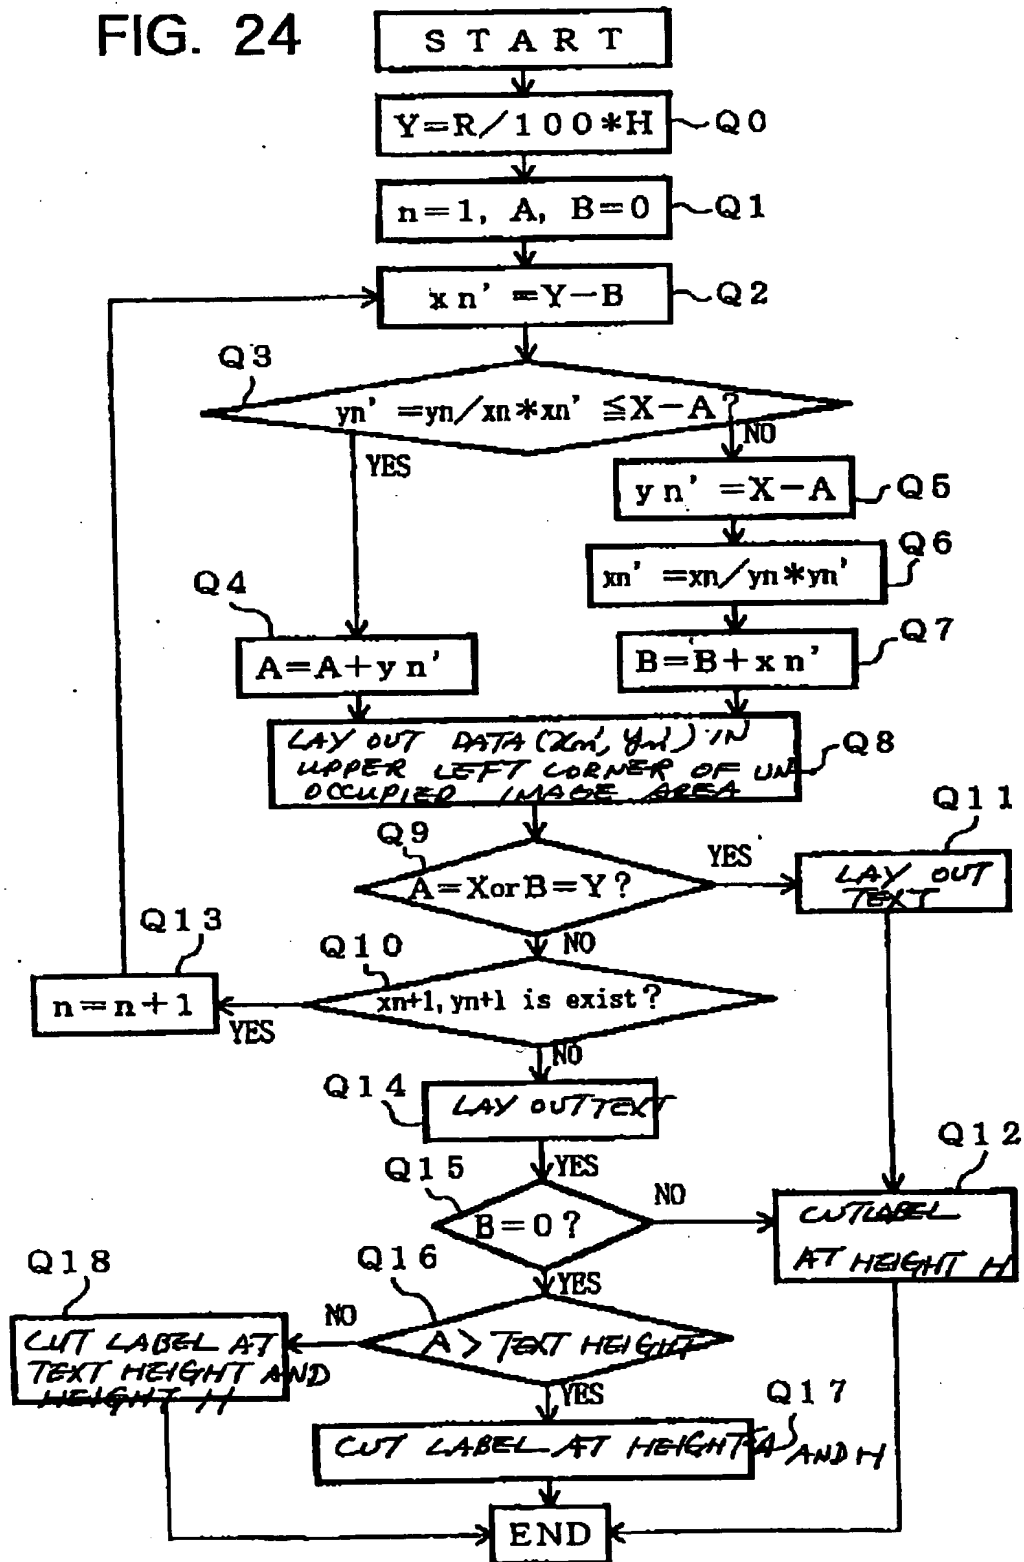 FIG. 24
START
Y=R/100*H
Q0
n=1, A, B=0
Q1
xn'=Y-B
Q2
Q3
yn'=yn/xn*xn'≦X-A?
YES
NO
yn'=X-A
Q5
xn'=xn/yn*yn'
Q6
Q4
A=A+yn'
B=B+xn'
Q7
LAY OUT DATA (xn', yn') IN
UPPER LEFT CORNER OF UN
OCCUPIED IMAGE AREA
Q8
Q9
A=X or B=Y?
YES
Q11
LAY OUT
TEXT
NO
Q10
xn+1, yn+1 is exist?
YES
Q13
n=n+1
NO
Q14
LAY OUT TEXT
YES
Q15
B=0?
NO
Q12
CUT LABEL
AT HEIGHT H
YES
Q16
A > TEXT HEIGHT
NO
Q18
CUT LABEL AT
TEXT HEIGHT AND
HEIGHT H
YES
Q17
CUT LABEL AT HEIGHT A
AND H
END